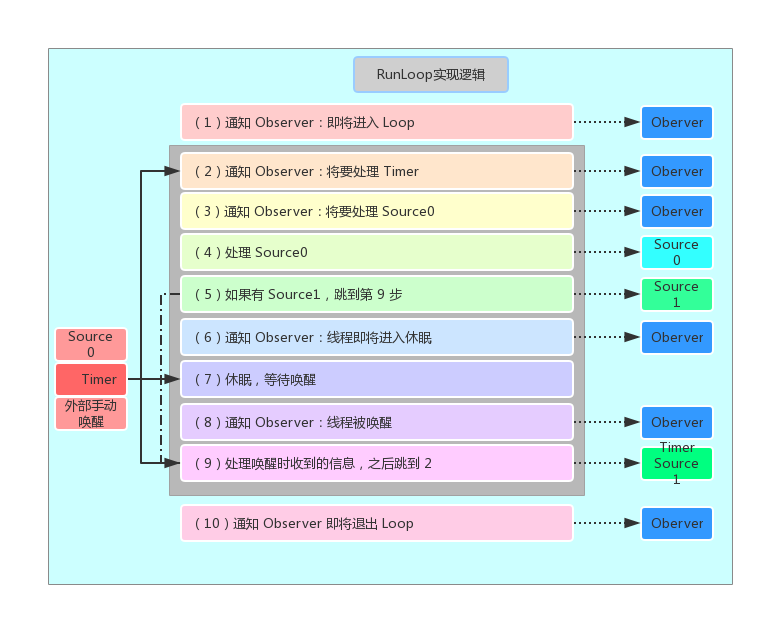 RunLoop实现逻辑
（1）通知 Observer：即将进入 Loop
Oberver
（2）通知 Observer：将要处理 Timer
Oberver
（3）通知 Observer：将要处理 Source0
Oberver
（4）处理 Source0
Source
0
（5）如果有 Source1，跳到第 9 步
Source
1
（6）通知 Observer：线程即将进入休眠
Oberver
Source
0
Timer
外部手动
唤醒
（7）休眠，等待唤醒
（8）通知 Observer：线程被唤醒
Oberver
（9）处理唤醒时收到的信息，之后跳到 2
Timer
Source
1
（10）通知 Observer 即将退出 Loop
Oberver